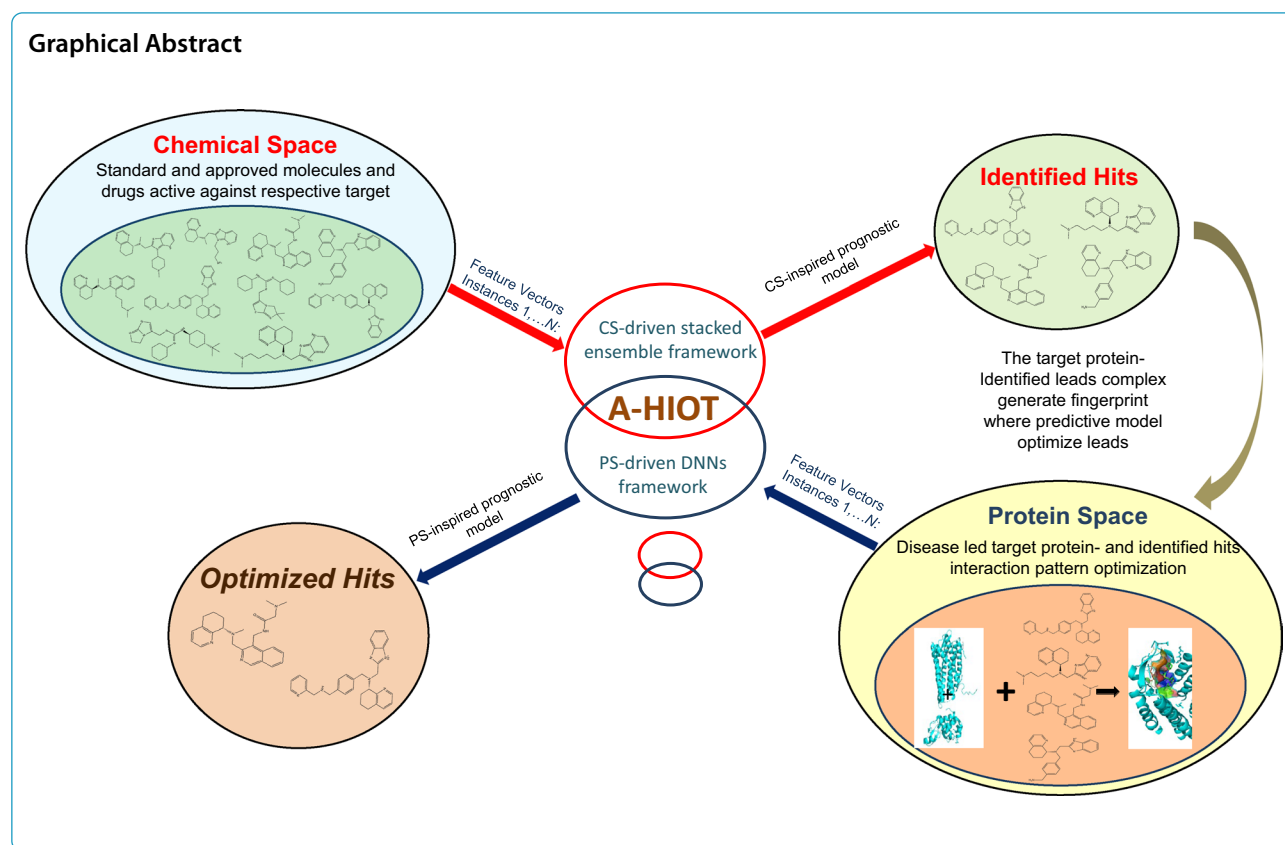 Graphical Abstract
Chemical Space
Standard and approved molecules and
drugs active against respective target
Feature Vectors
Instances 1,...N:
CS-driven stacked
ensemble framework
A-HIOT
PS-driven DNNs
framework
CS-inspired prognostic
model
Identified Hits
The target protein-
Identified leads complex
generate fingerprint
where predictive model
optimize leads
Protein Space
Disease led target protein- and identified hits
interaction pattern optimization
+
+
Feature Vectors
Instances 1,...N:
PS-inspired prognostic
model
Optimized Hits